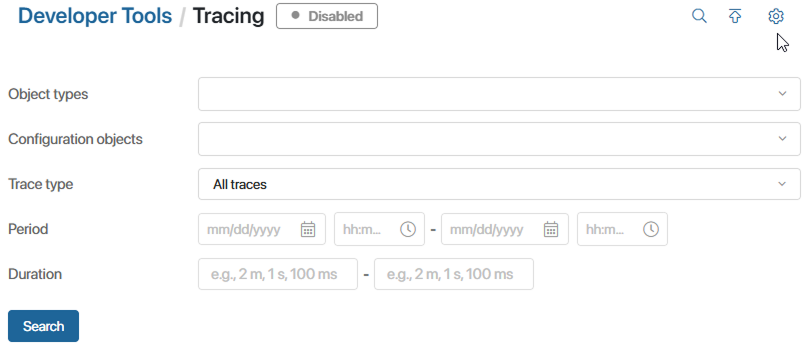 Developer Tools / Tracing Disabled
Object types
Configuration objects
Trace type All traces
Period mm/dd/yyyy hh:m... - mm/dd/yyyy hh:m...
Duration e.g., 2 m, 1 s, 100 ms - e.g., 2 m, 1 s, 100 ms
Search